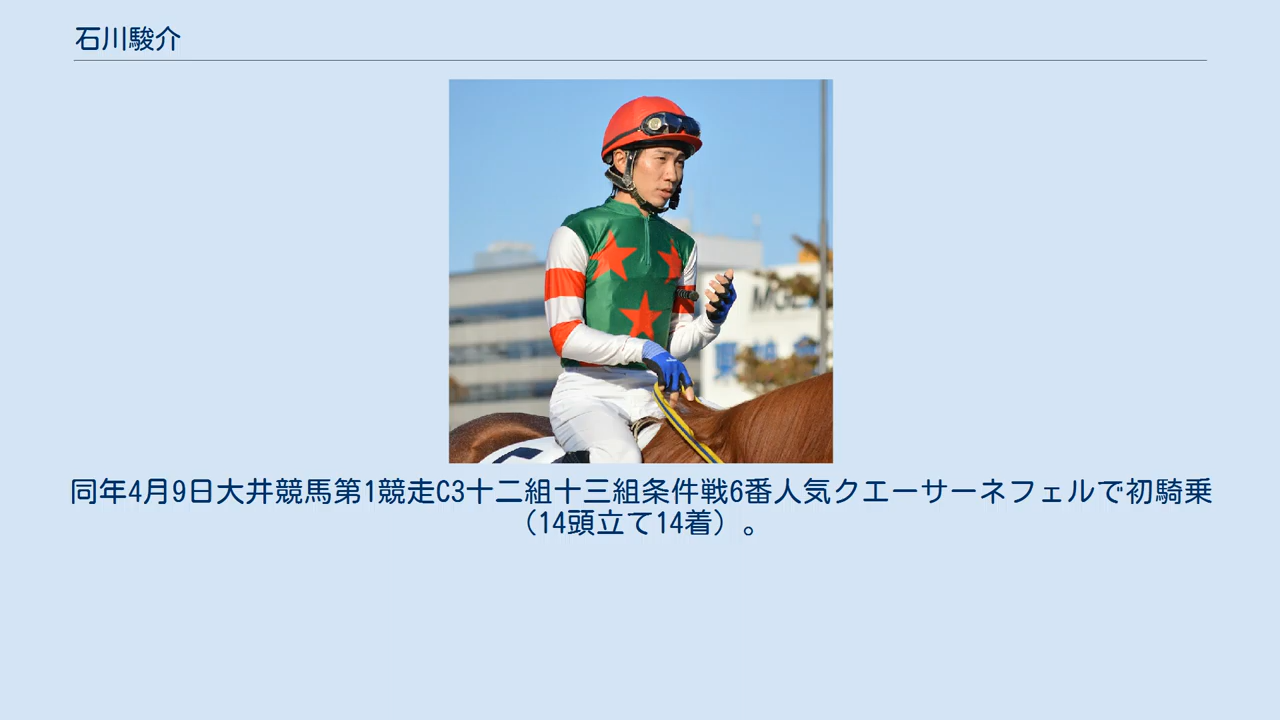 石川駿介
同年4月9日大井競馬第1競走C3十二組十三組条件戦6番人気クエーサーネフェルで初騎乗
（14頭立て14着）。